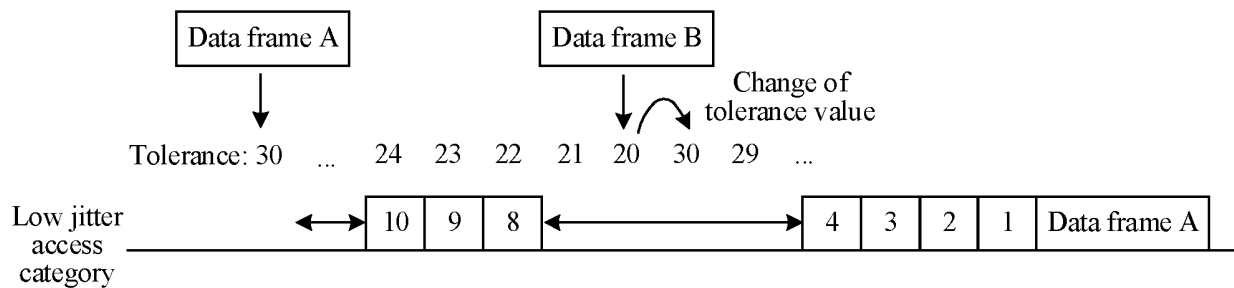 Data frame A
Data frame B
Change of
tolerance value
Tolerance: 30 ... 24 23 22 21 20 30 29 ...
Low jitter
access
category
10 9 8 4 3 2 1 Data frame A